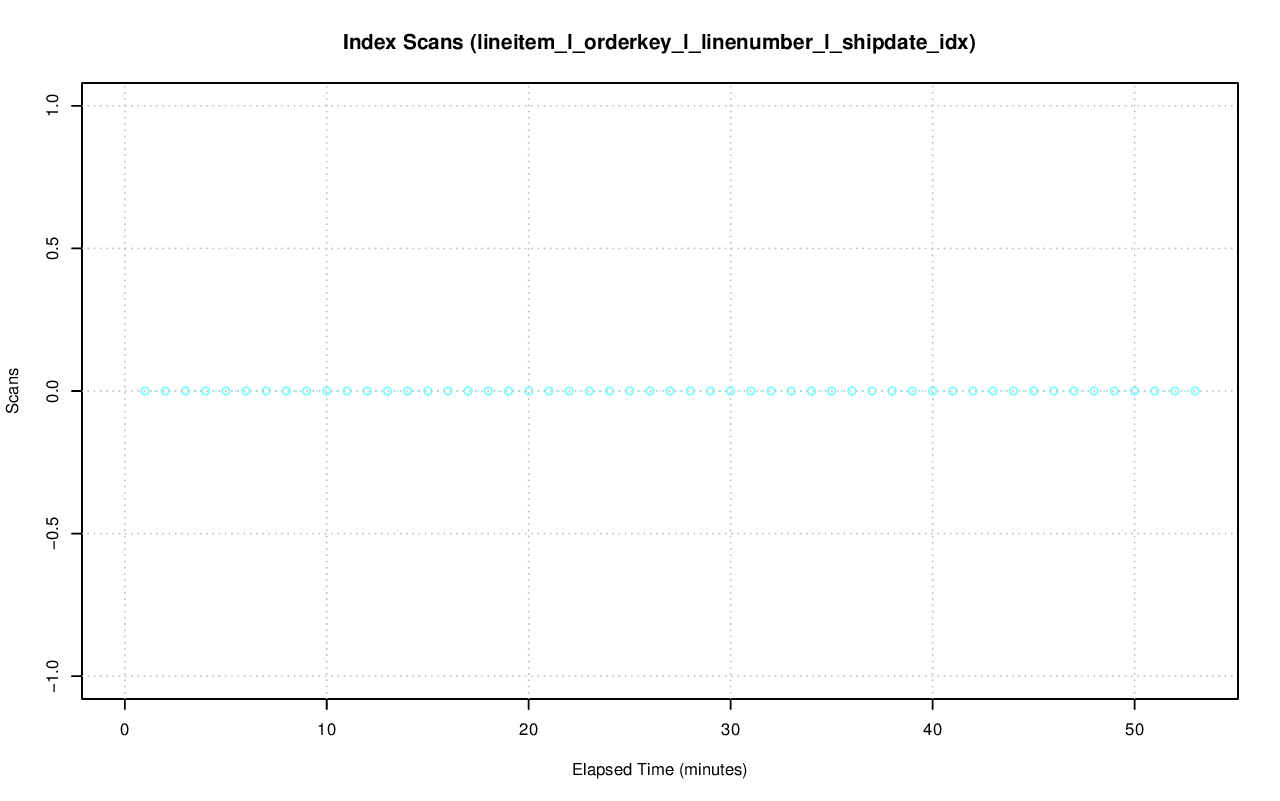 Index Scans (lineitem_l_orderkey_l_linenumber_l_shipdate_idx)
Scans
1.0
0.5
0.0
−0.5
−1.0
0 10 20 30 40 50
Elapsed Time (minutes)